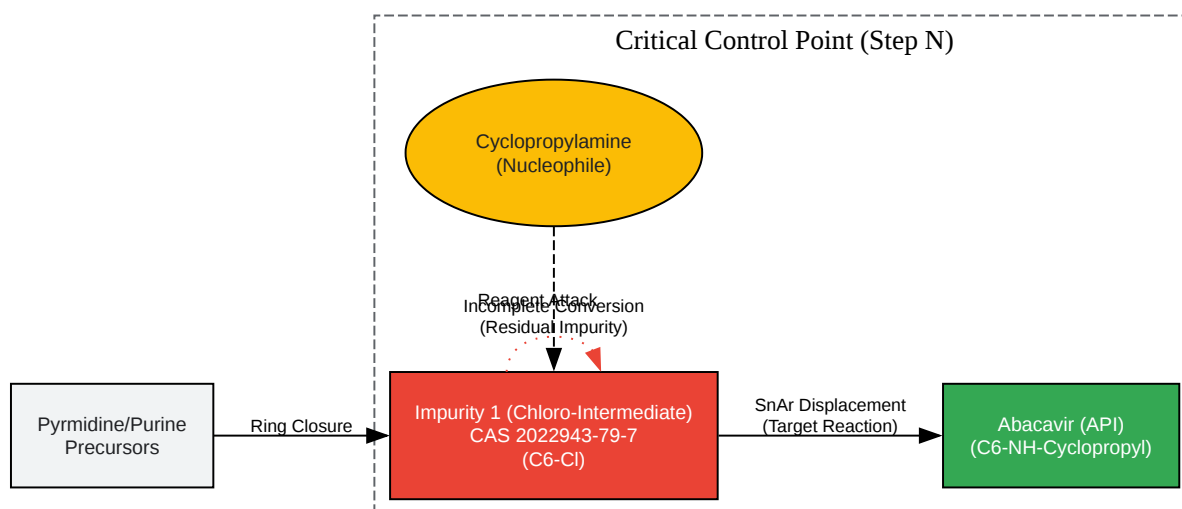 Critical Control Point (Step N)
Cyclopropylamine
(Nucleophile)
Reagent Attack
Incomplete Conversion
(Residual Impurity)
Pyrmidine/Purine
Precursors
Ring Closure
Impurity 1 (Chloro-Intermediate)
CAS 2022943-79-7
(C6-Cl)
SnAr Displacement
(Target Reaction)
Abacavir (API)
(C6-NH-Cyclopropyl)